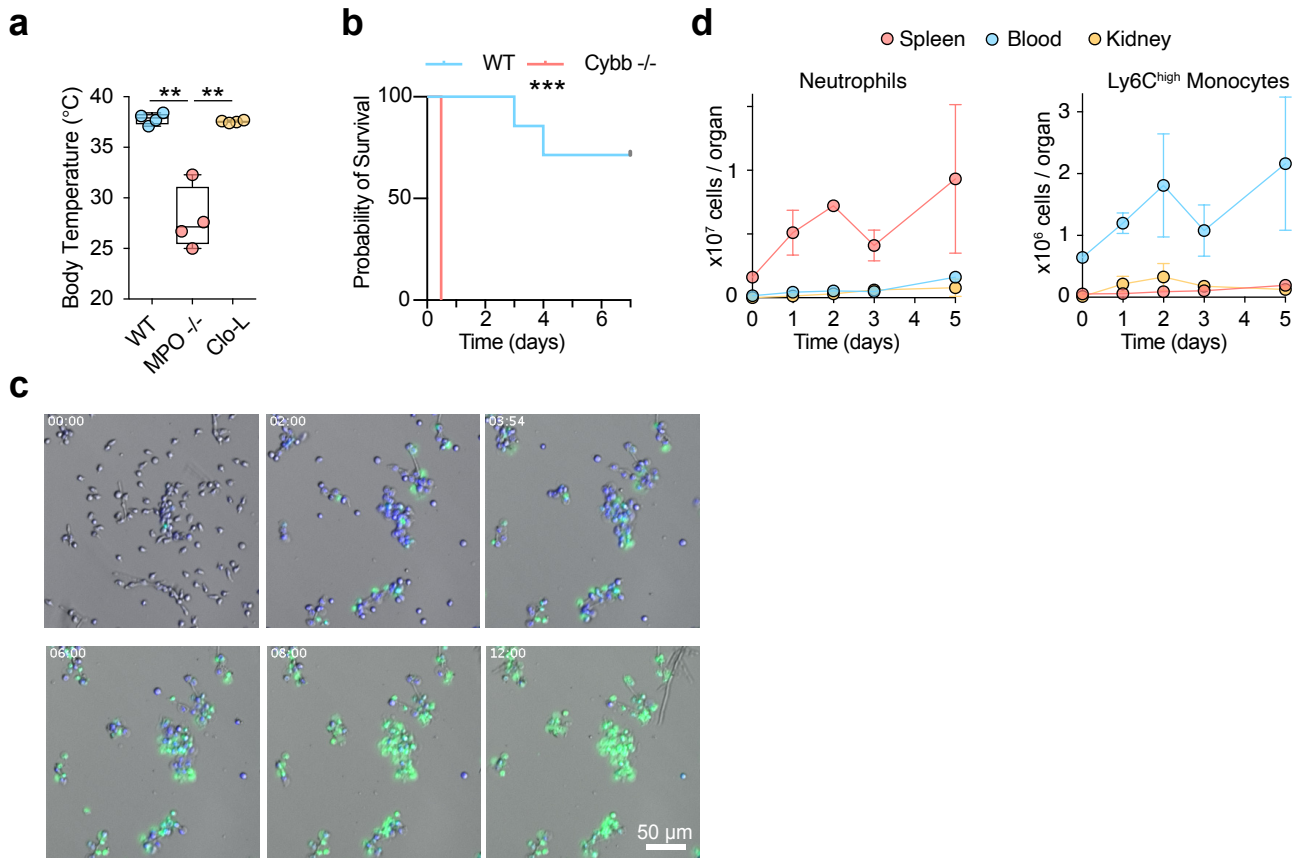 a
Body Temperature (°C)
40
35
30
25
20
** **
WT
MPO -/-
Clo-L
b
WT Cybb -/-
***
Probability of Survival
100
50
0
0 2 4 6
Time (days)
d
Spleen Blood Kidney
Neutrophils
x10⁷ cells / organ
1
0
0 1 2 3 5
Time (days)
Ly6Cʰⁱᵍʰ Monocytes
x10⁶ cells / organ
3
2
1
0
0 1 2 3 5
Time (days)
c
00:00
02:00
03:54
06:00
08:00
12:00
50 µm